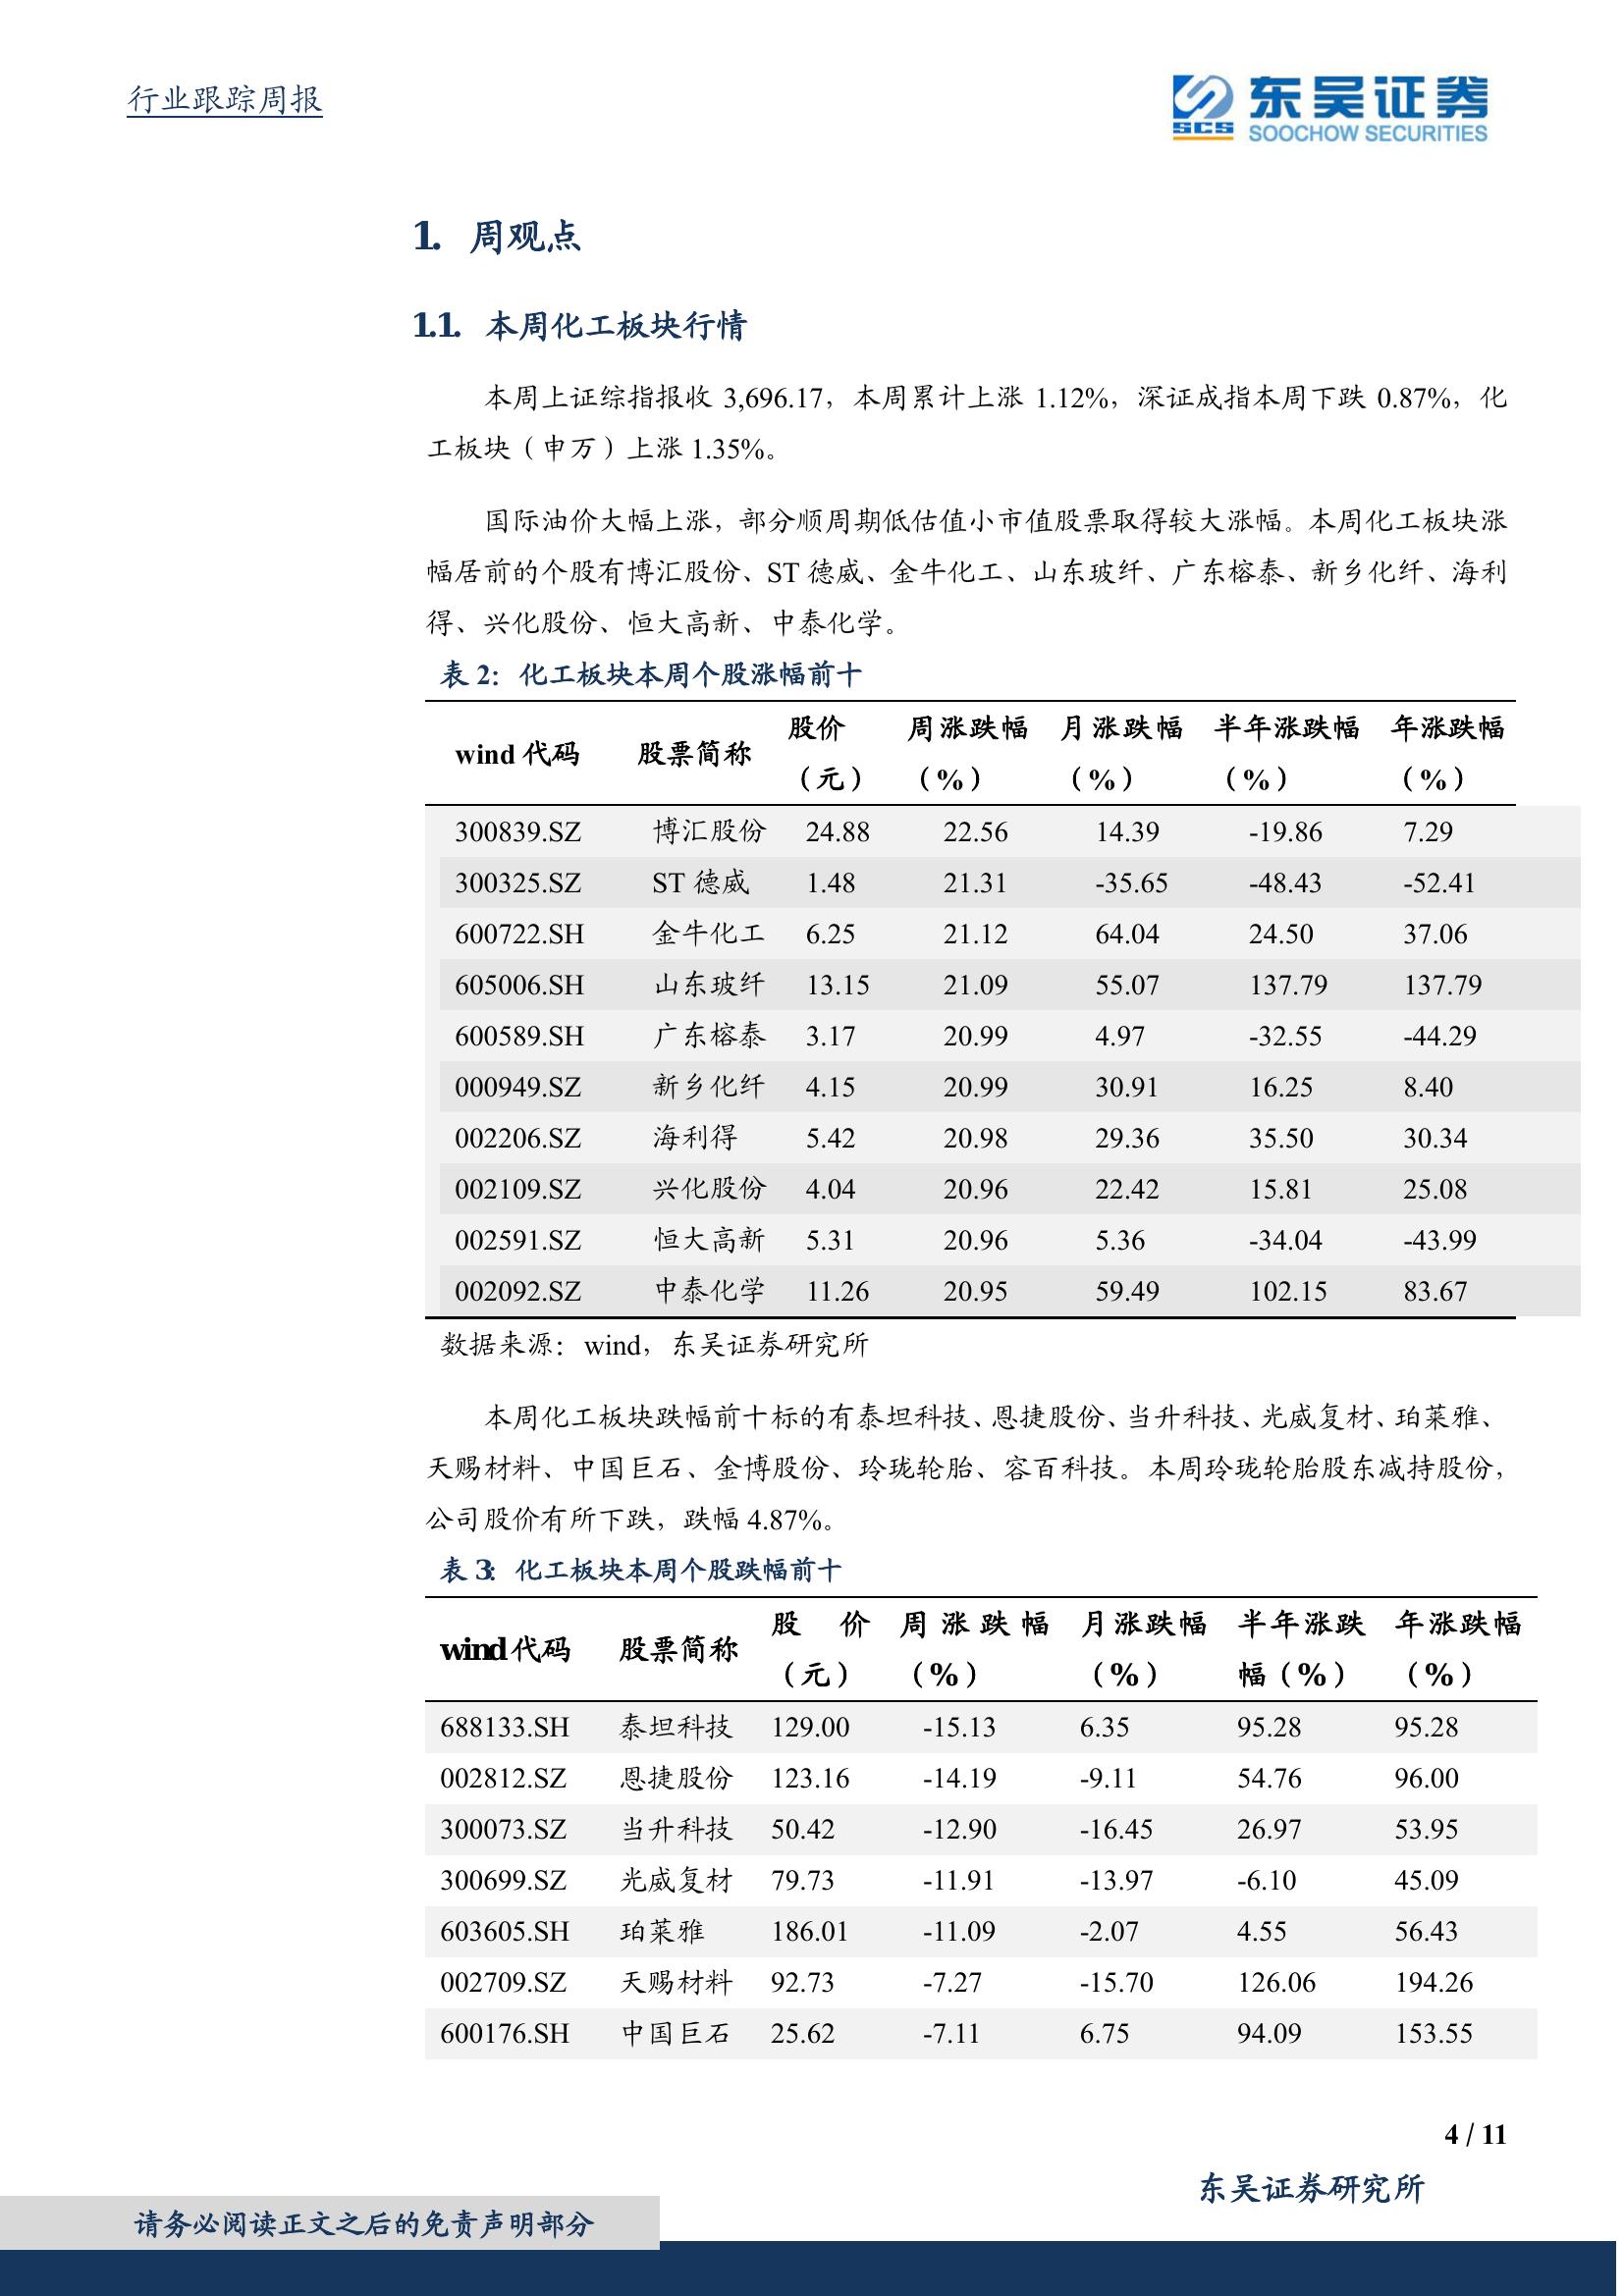 行业跟踪周报
东吴证券
SCS
SOOCHOW SECURITIES
1. 周观点
1.1. 本周化工板块行情
本周上证综指报收 3,696.17，本周累计上涨 1.12%，深证成指本周下跌 0.87%，化
工板块（申万）上涨 1.35%。
国际油价大幅上涨，部分顺周期低估值小市值股票取得较大涨幅。本周化工板块涨
幅居前的个股有博汇股份、ST 德威、金牛化工、山东玻纤、广东榕泰、新乡化纤、海利
得、兴化股份、恒大高新、中泰化学。
表 2：化工板块本周个股涨幅前十
wind 代码 股票简称 股价（元） 周涨跌幅（%） 月涨跌幅（%） 半年涨跌幅（%） 年涨跌幅（%）
300839.SZ 博汇股份 24.88 22.56 14.39 -19.86 7.29
300325.SZ ST 德威 1.48 21.31 -35.65 -48.43 -52.41
600722.SH 金牛化工 6.25 21.12 64.04 24.50 37.06
605006.SH 山东玻纤 13.15 21.09 55.07 137.79 137.79
600589.SH 广东榕泰 3.17 20.99 4.97 -32.55 -44.29
000949.SZ 新乡化纤 4.15 20.99 30.91 16.25 8.40
002206.SZ 海利得 5.42 20.98 29.36 35.50 30.34
002109.SZ 兴化股份 4.04 20.96 22.42 15.81 25.08
002591.SZ 恒大高新 5.31 20.96 5.36 -34.04 -43.99
002092.SZ 中泰化学 11.26 20.95 59.49 102.15 83.67
数据来源：wind，东吴证券研究所
本周化工板块跌幅前十标的有泰坦科技、恩捷股份、当升科技、光威复材、珀莱雅、
天赐材料、中国巨石、金博股份、玲珑轮胎、容百科技。本周玲珑轮胎股东减持股份，
公司股价有所下跌，跌幅 4.87%。
表 3：化工板块本周个股跌幅前十
wind 代码 股票简称 股价（元） 周涨跌幅（%） 月涨跌幅（%） 半年涨跌幅（%） 年涨跌幅（%）
688133.SH 泰坦科技 129.00 -15.13 6.35 95.28 95.28
002812.SZ 恩捷股份 123.16 -14.19 -9.11 54.76 96.00
300073.SZ 当升科技 50.42 -12.90 -16.45 26.97 53.95
300699.SZ 光威复材 79.73 -11.91 -13.97 -6.10 45.09
603605.SH 珀莱雅 186.01 -11.09 -2.07 4.55 56.43
002709.SZ 天赐材料 92.73 -7.27 -15.70 126.06 194.26
600176.SH 中国巨石 25.62 -7.11 6.75 94.09 153.55
4 / 11
东吴证券研究所
请务必阅读正文之后的免责声明部分